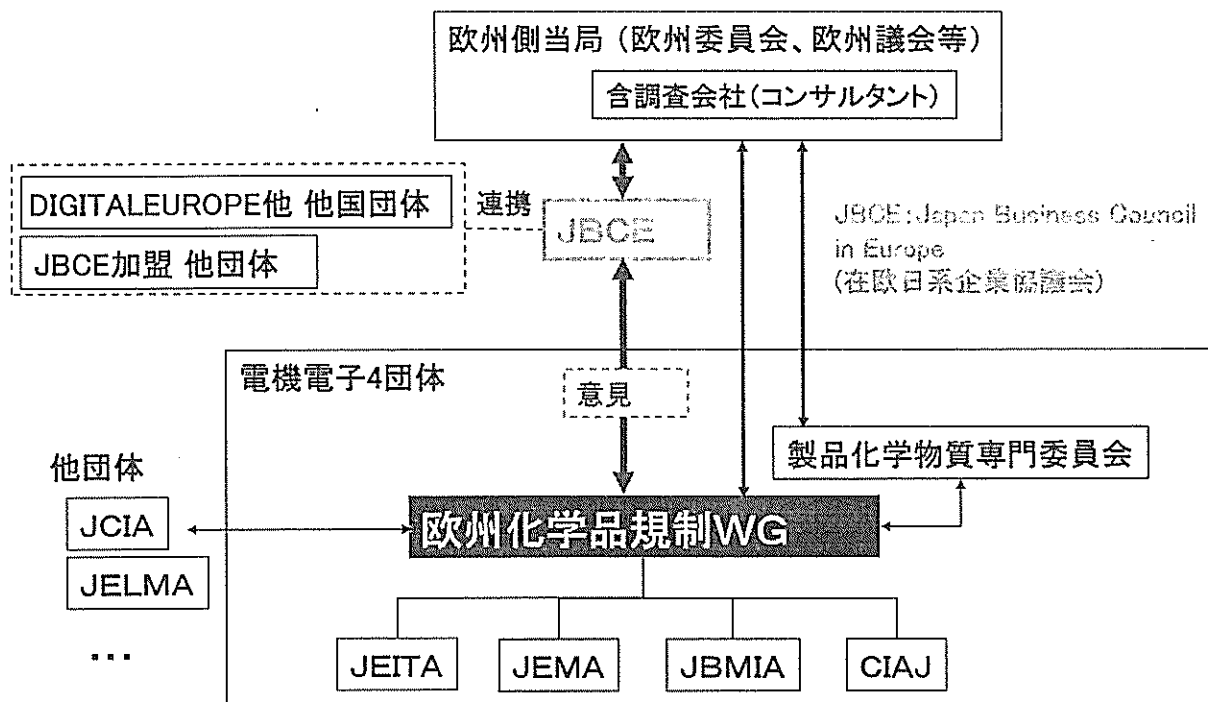 欧州側当局（欧州委員会、欧州議会等）
含調査会社（コンサルタント）
DIGITALEUROPE他 他国団体
JBCE加盟 他団体
連携
JBCE
JBCE：Japan Business Council
in Europe
（在欧日系企業協議会）
電機電子4団体
意見
製品化学物質専門委員会
他団体
JCIA
JELMA
…
欧州化学品規制WG
JEITA
JEMA
JBMIA
CIAJ